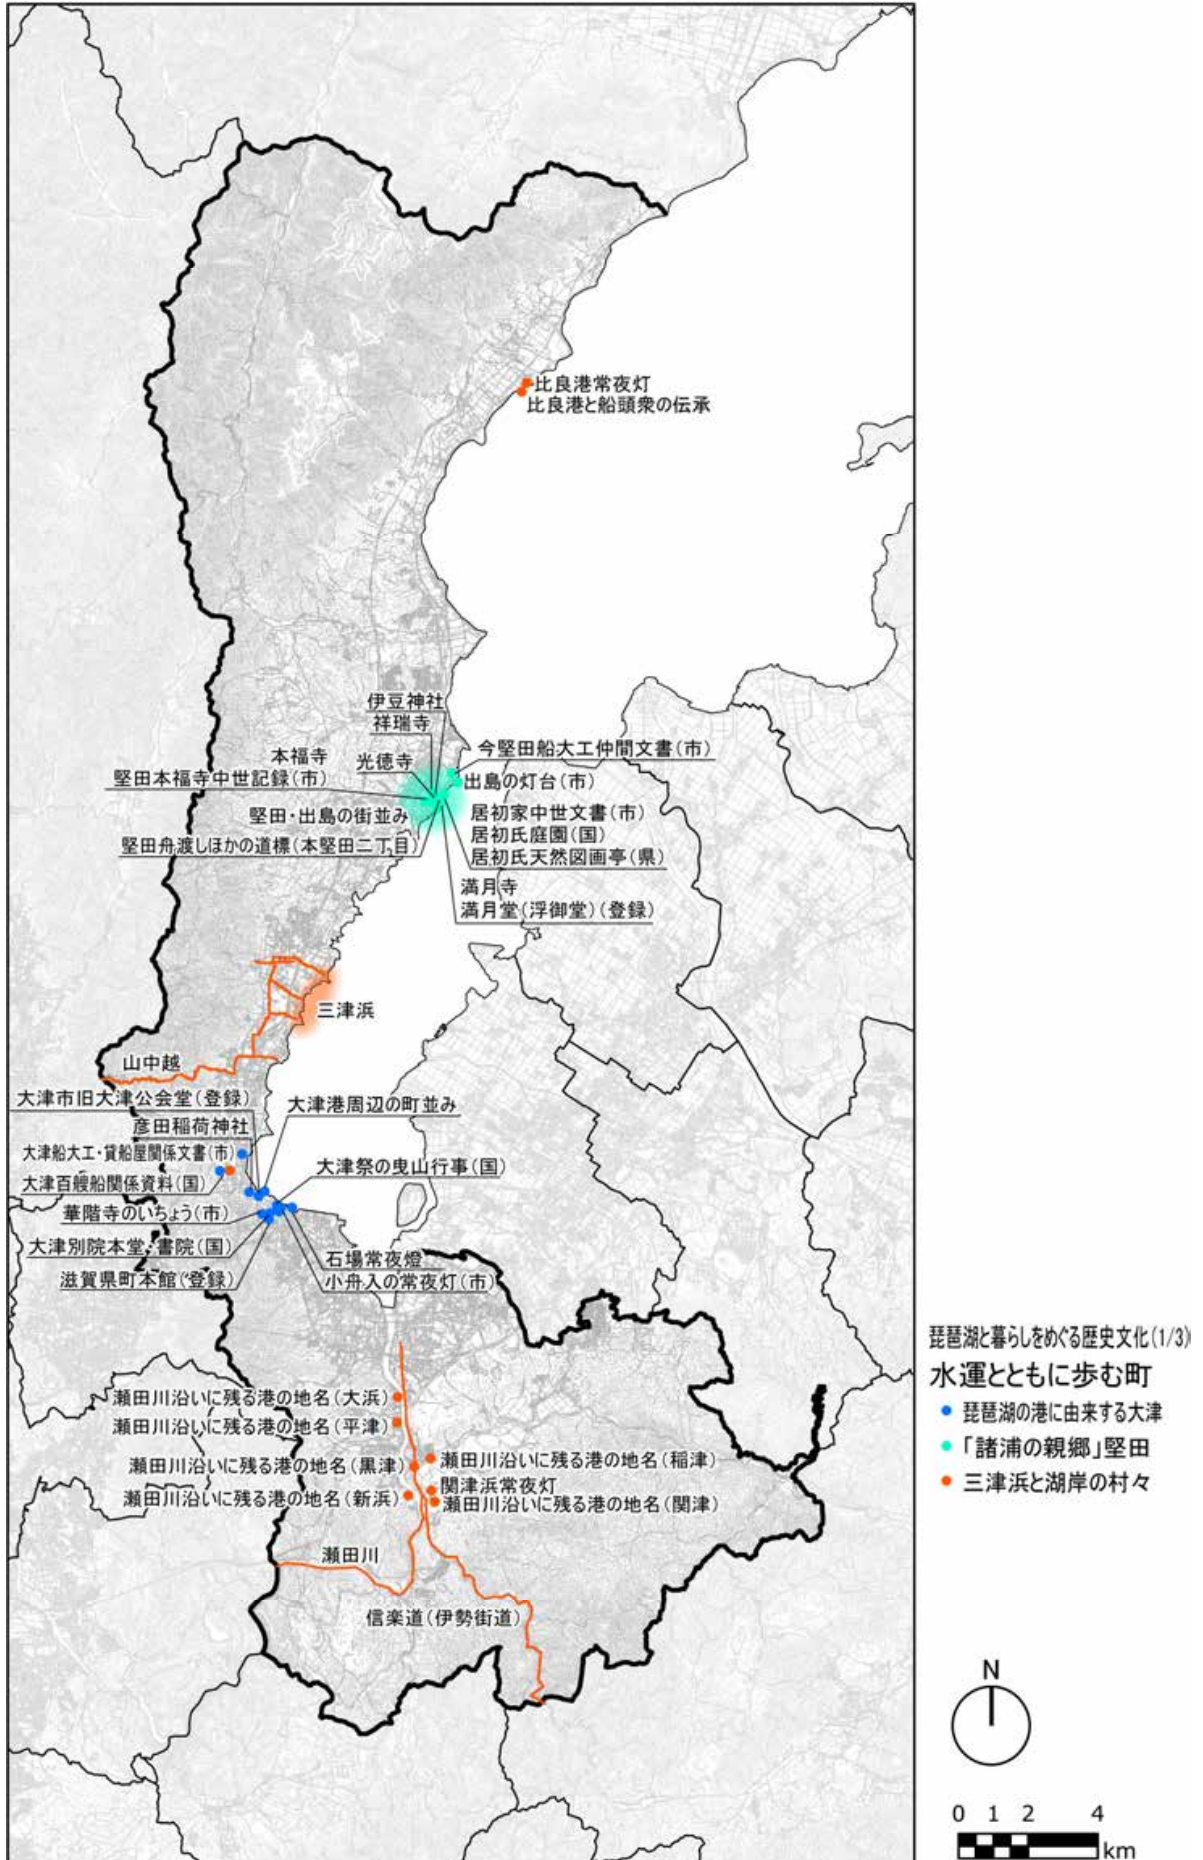 比良港常夜灯
比良港と船頭衆の伝承
伊豆神社
祥瑞寺
本福寺
光徳寺
今堅田船大工仲間文書(市)
堅田本福寺中世記録(市)
出島の灯台(市)
堅田・出島の街並み
居初家中世文書(市)
居初氏庭園(国)
堅田舟渡しほかの道標(本堅田二丁目)
居初氏天然図画亭(県)
満月寺
満月堂(浮御堂)(登録)
三津浜
山中越
大津市旧大津公会堂(登録)
大津港周辺の町並み
彦田稲荷神社
大津船大工・貸船屋関係文書(市)
大津祭の曳山行事(国)
大津百艘船関係資料(国)
華階寺のいちょう(市)
大津別院本堂・書院(国)
石場常夜燈
滋賀県町本館(登録)
小舟入の常夜灯(市)
瀬田川沿いに残る港の地名(大浜)
瀬田川沿いに残る港の地名(平津)
瀬田川沿いに残る港の地名(黒津)
瀬田川沿いに残る港の地名(稲津)
関津浜常夜灯
瀬田川沿いに残る港の地名(新浜)
瀬田川沿いに残る港の地名(関津)
瀬田川
信楽道(伊勢街道)
琵琶湖と暮らしをめぐる歴史文化(1/3)
水運とともに歩む町
琵琶湖の港に由来する大津
「諸浦の親郷」堅田
三津浜と湖岸の村々
N
0 1 2 4
km